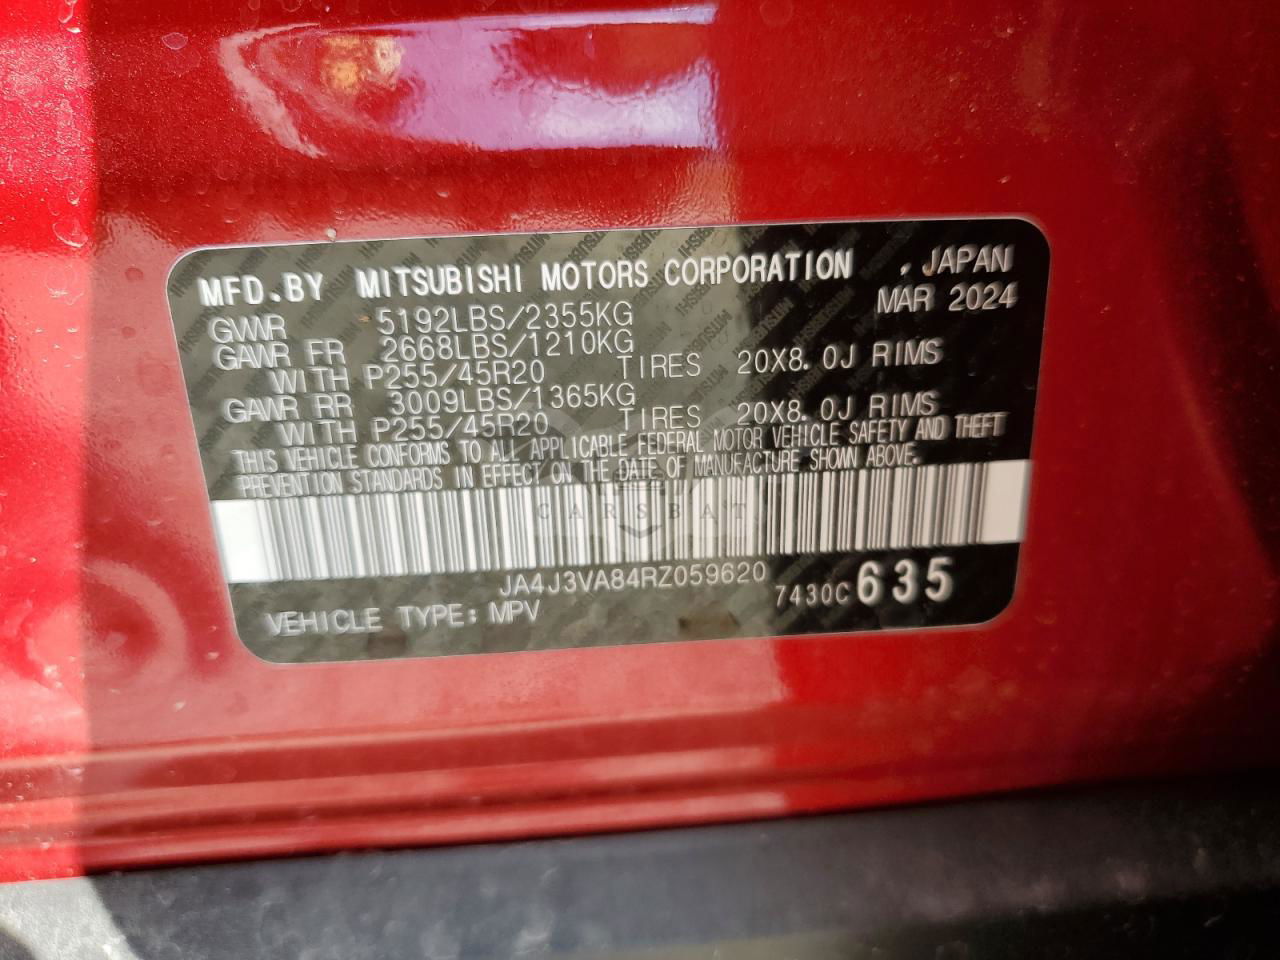 MFD.BY MITSUBISHI MOTORS CORPORATION , JAPAN
MAR 2024
GVWR 5192LBS/2355KG
GAWR FR 2668LBS/1210KG
WITH P255/45R20 TIRES 20X8.0J RIMS
GAWR RR 3009LBS/1365KG
WITH P255/45R20 TIRES 20X8.0J RIMS
THIS VEHICLE CONFORMS TO ALL APPLICABLE FEDERAL MOTOR VEHICLE SAFETY AND THEFT
PREVENTION STANDARDS IN EFFECT ON THE DATE OF MANUFACTURE SHOWN ABOVE.
CARSBAT
JA4J3VA84RZ059620
7430C 635
VEHICLE TYPE: MPV